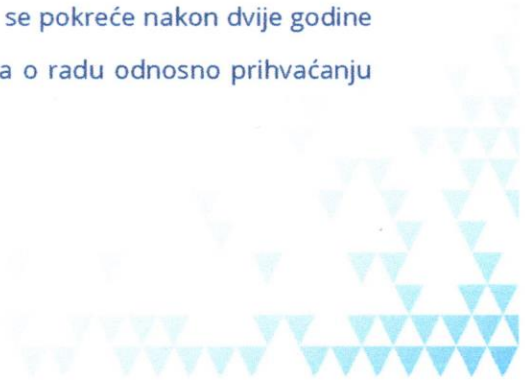 se pokreće nakon dvije godine
a o radu odnosno prihvaćanju